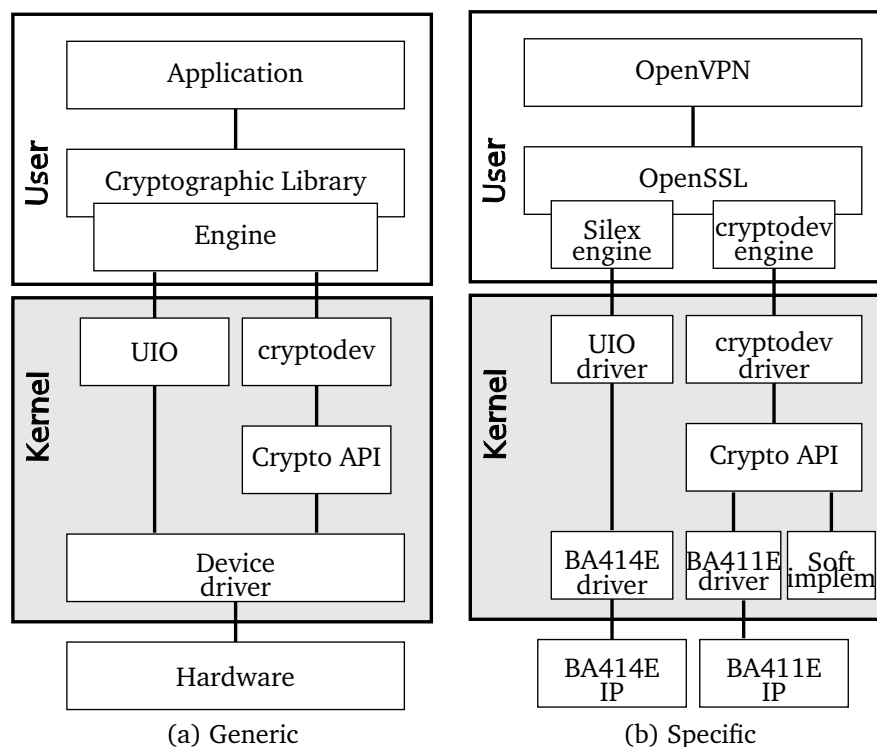 Application
Cryptographic Library
Engine
User
UIO
cryptodev
Crypto API
Device
driver
Kernel
Hardware
(a) Generic
OpenVPN
OpenSSL
Silex
engine
cryptodev
engine
User
UIO
driver
cryptodev
driver
Crypto API
BA414E
driver
BA411E
driver
Soft
implem
Kernel
BA414E
IP
BA411E
IP
(b) Specific